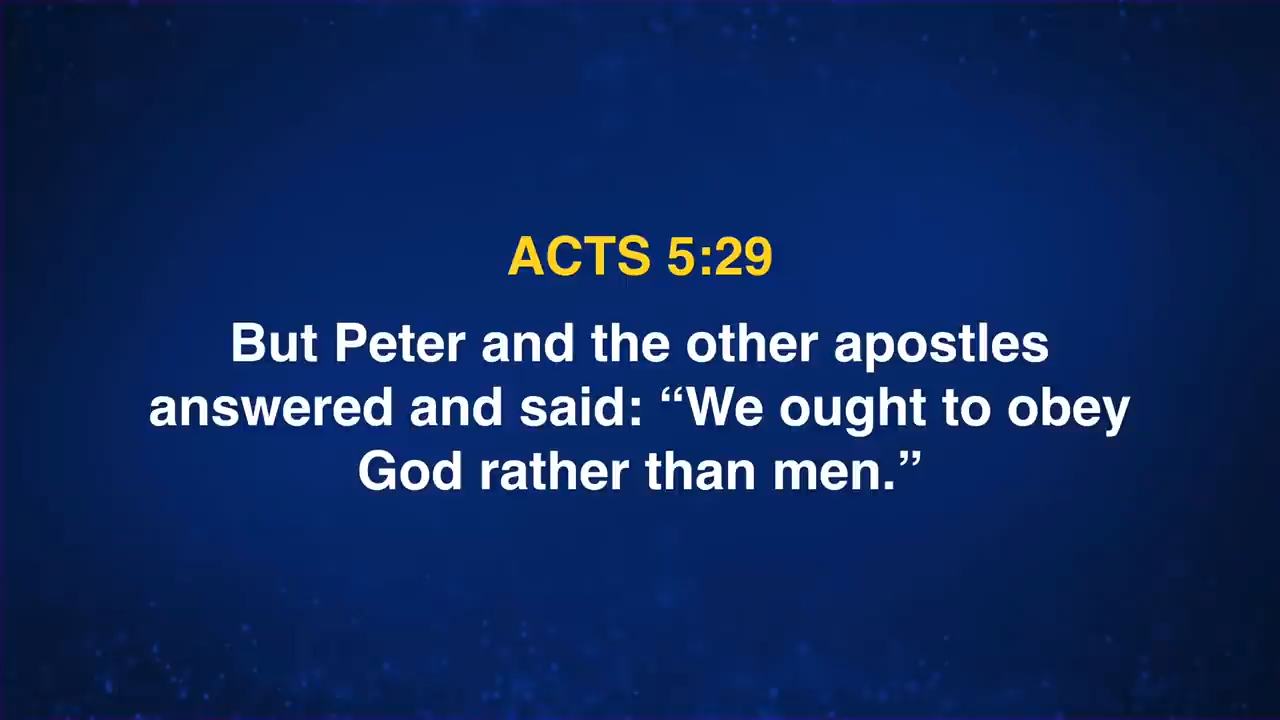 ACTS 5:29
But Peter and the other apostles
answered and said: “We ought to obey
God rather than men.”